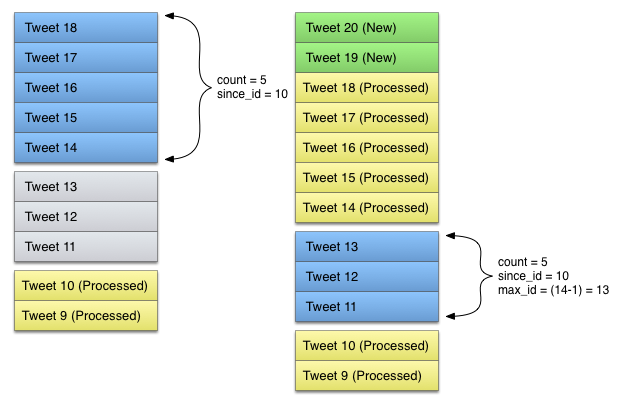 Tweet 18
Tweet 17
Tweet 16
Tweet 15
Tweet 14
count = 5
since_id = 10
Tweet 13
Tweet 12
Tweet 11
Tweet 10 (Processed)
Tweet 9 (Processed)
Tweet 20 (New)
Tweet 19 (New)
Tweet 18 (Processed)
Tweet 17 (Processed)
Tweet 16 (Processed)
Tweet 15 (Processed)
Tweet 14 (Processed)
Tweet 13
Tweet 12
Tweet 11
count = 5
since_id = 10
max_id = (14-1) = 13
Tweet 10 (Processed)
Tweet 9 (Processed)